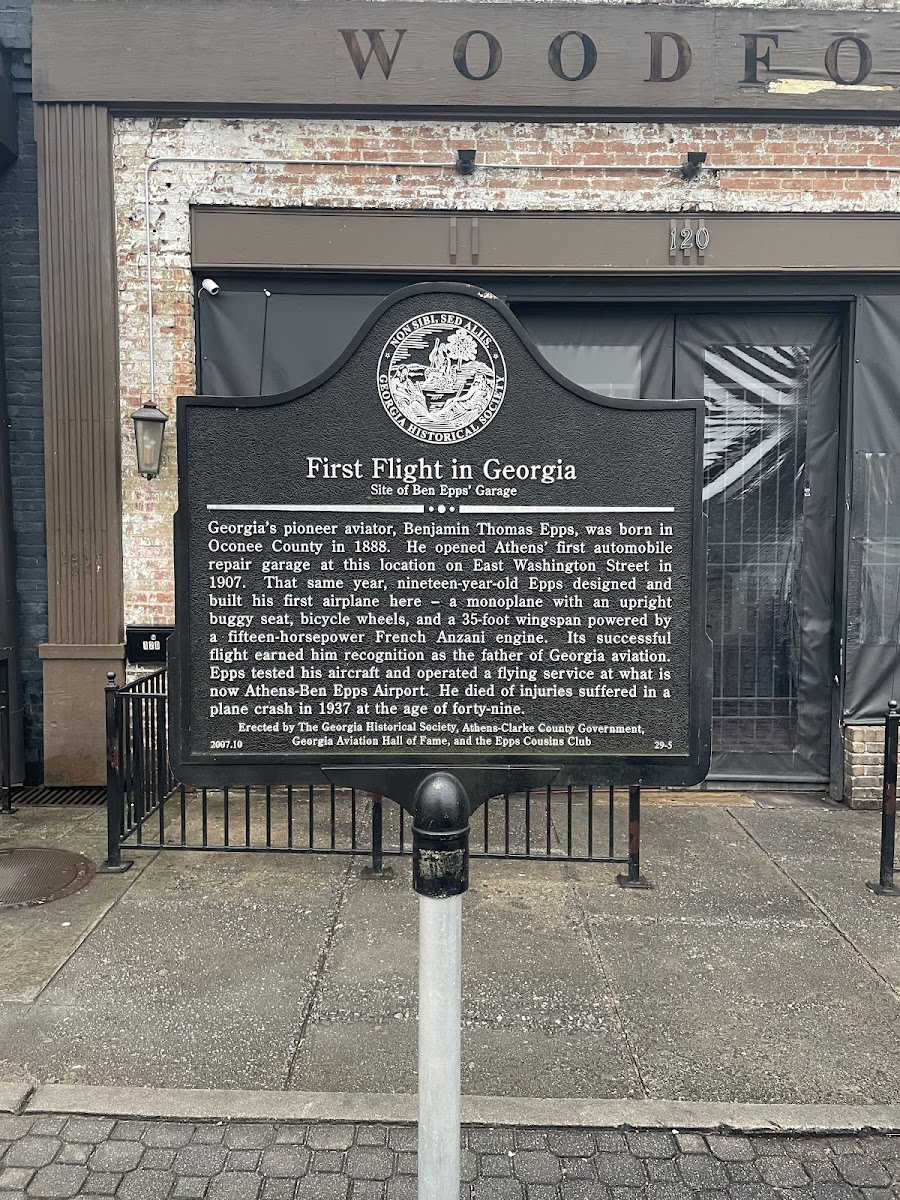 WOODFO
120
NON SIBI, SED ALIIS.
GEORGIA HISTORICAL SOCIETY
First Flight in Georgia
Site of Ben Epps' Garage
Georgia's pioneer aviator, Benjamin Thomas Epps, was born in
Oconee County in 1888. He opened Athens' first automobile
repair garage at this location on East Washington Street in
1907. That same year, nineteen-year-old Epps designed and
built his first airplane here – a monoplane with an upright
buggy seat, bicycle wheels, and a 35-foot wingspan powered by
a fifteen-horsepower French Anzani engine. Its successful
flight earned him recognition as the father of Georgia aviation.
Epps tested his aircraft and operated a flying service at what is
now Athens-Ben Epps Airport. He died of injuries suffered in a
plane crash in 1937 at the age of forty-nine.
Erected by The Georgia Historical Society, Athens-Clarke County Government,
Georgia Aviation Hall of Fame, and the Epps Cousins Club
2007.10 29-5
120